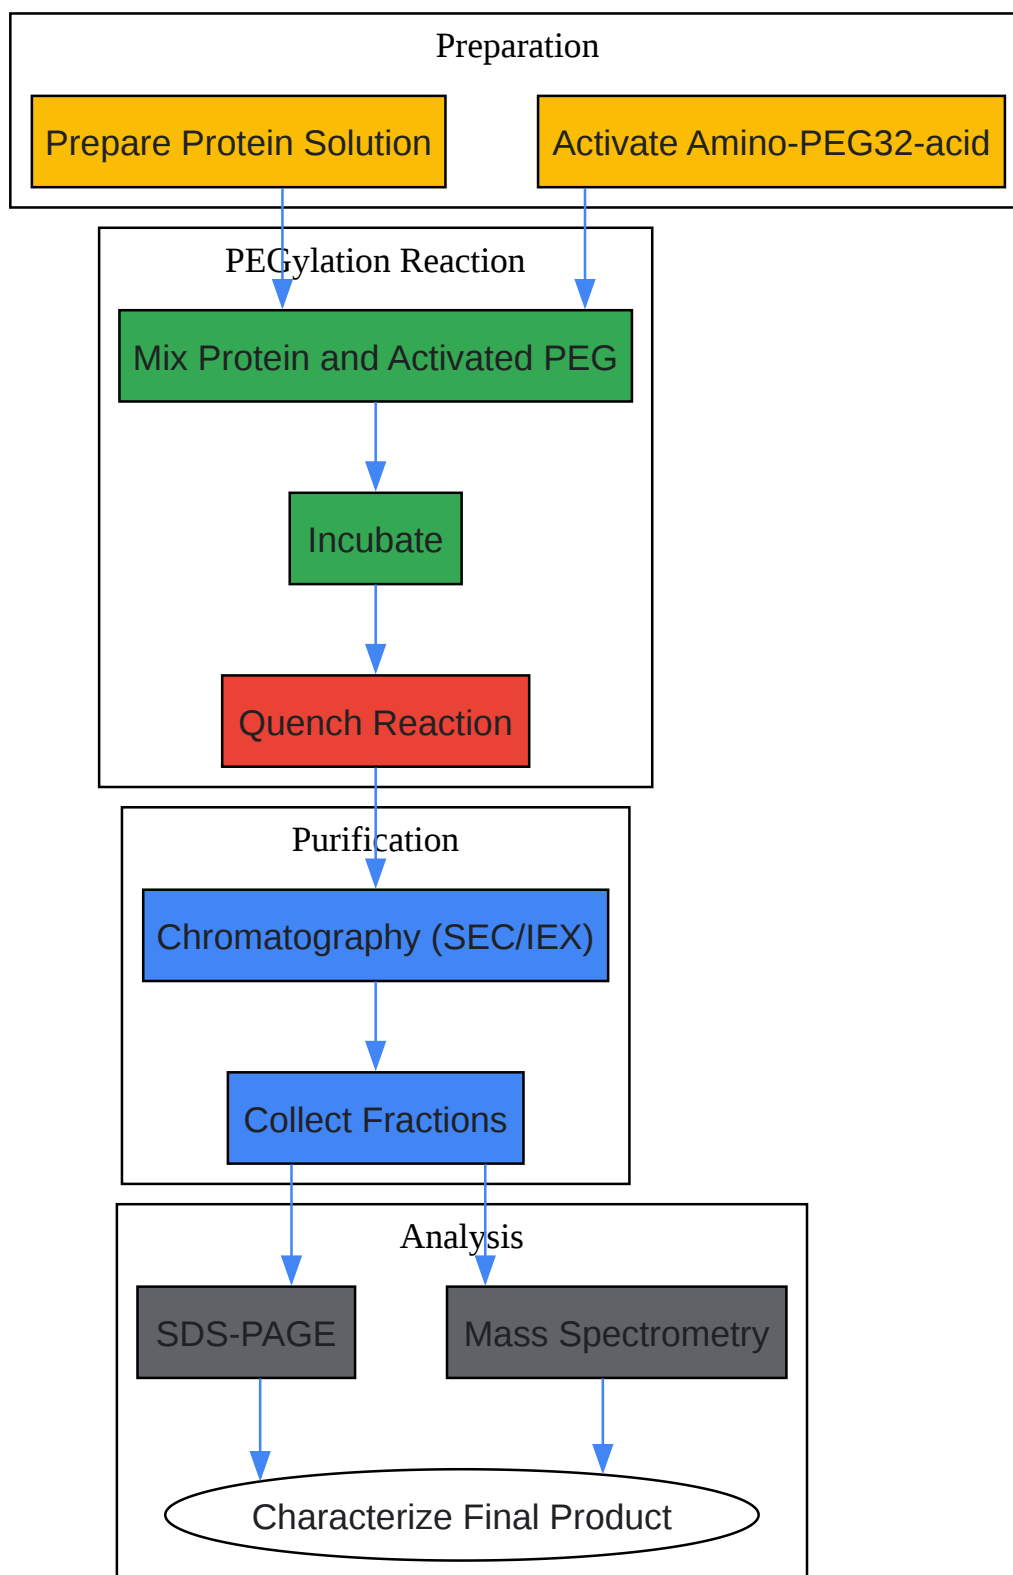 Preparation
Prepare Protein Solution
Activate Amino-PEG32-acid
PEGylation Reaction
Mix Protein and Activated PEG
Incubate
Quench Reaction
Purification
Chromatography (SEC/IEX)
Collect Fractions
Analysis
SDS-PAGE
Mass Spectrometry
Characterize Final Product